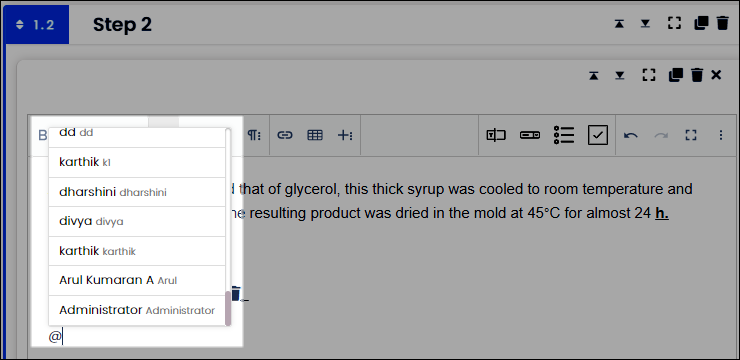 1.2 Step 2
B
dd dd
karthik kl
dharshini dharshini
divya divya
karthik karthik
Arul Kumaran A Arul
Administrator Administrator
that of glycerol, this thick syrup was cooled to room temperature and
resulting product was dried in the mold at 45°C for almost 24 h.
@